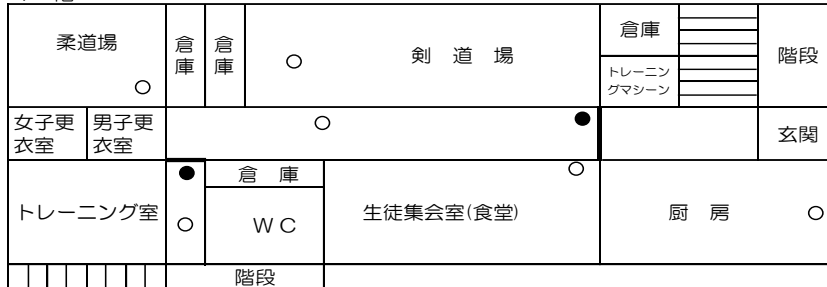 柔道場
倉庫
倉庫
剣道場
倉庫
トレーニン
グマシーン
階段
女子更
衣室
男子更
衣室
玄関
トレーニング室
倉庫
ＷＣ
生徒集会室(食堂)
厨房
階段